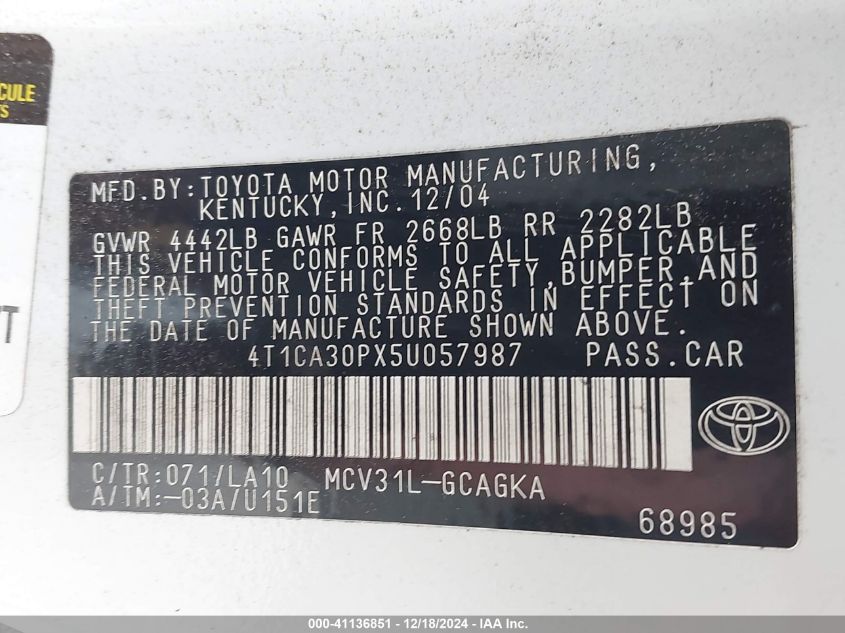 CULE
TS
T
MFD.BY:TOYOTA MOTOR MANUFACTURING,
KENTUCKY,INC.12/04
GVWR 4442LB GAWR FR 2668LB RR 2282LB
THIS VEHICLE CONFORMS TO ALL APPLICABLE
FEDERAL MOTOR VEHICLE SAFETY,BUMPER,AND
THEFT PREVENTION STANDARDS IN EFFECT ON
THE DATE OF MANUFACTURE SHOWN ABOVE.
4T1CA30PX5U057987 PASS.CAR
C/TR:071/LA10 MCV31L-GCAGKA
A/TM:-03A/U151E
68985
000-41136851 - 12/18/2024 - IAA Inc.